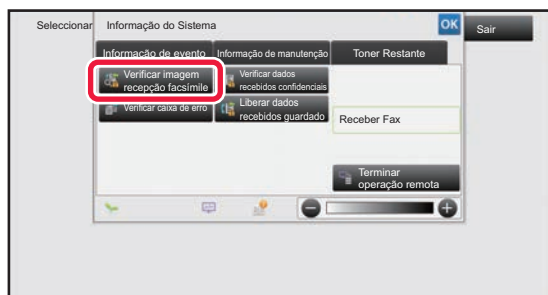 Seleccionar
Informação do Sistema
OK
Sair
Informação de evento
Informação de manutenção
Toner Restante
Verificar imagem
recepção facsímile
Verificar dados
recebidos confidenciais
Verificar caixa de erro
Liberar dados
recebidos guardado
Receber Fax
Terminar
operação remota